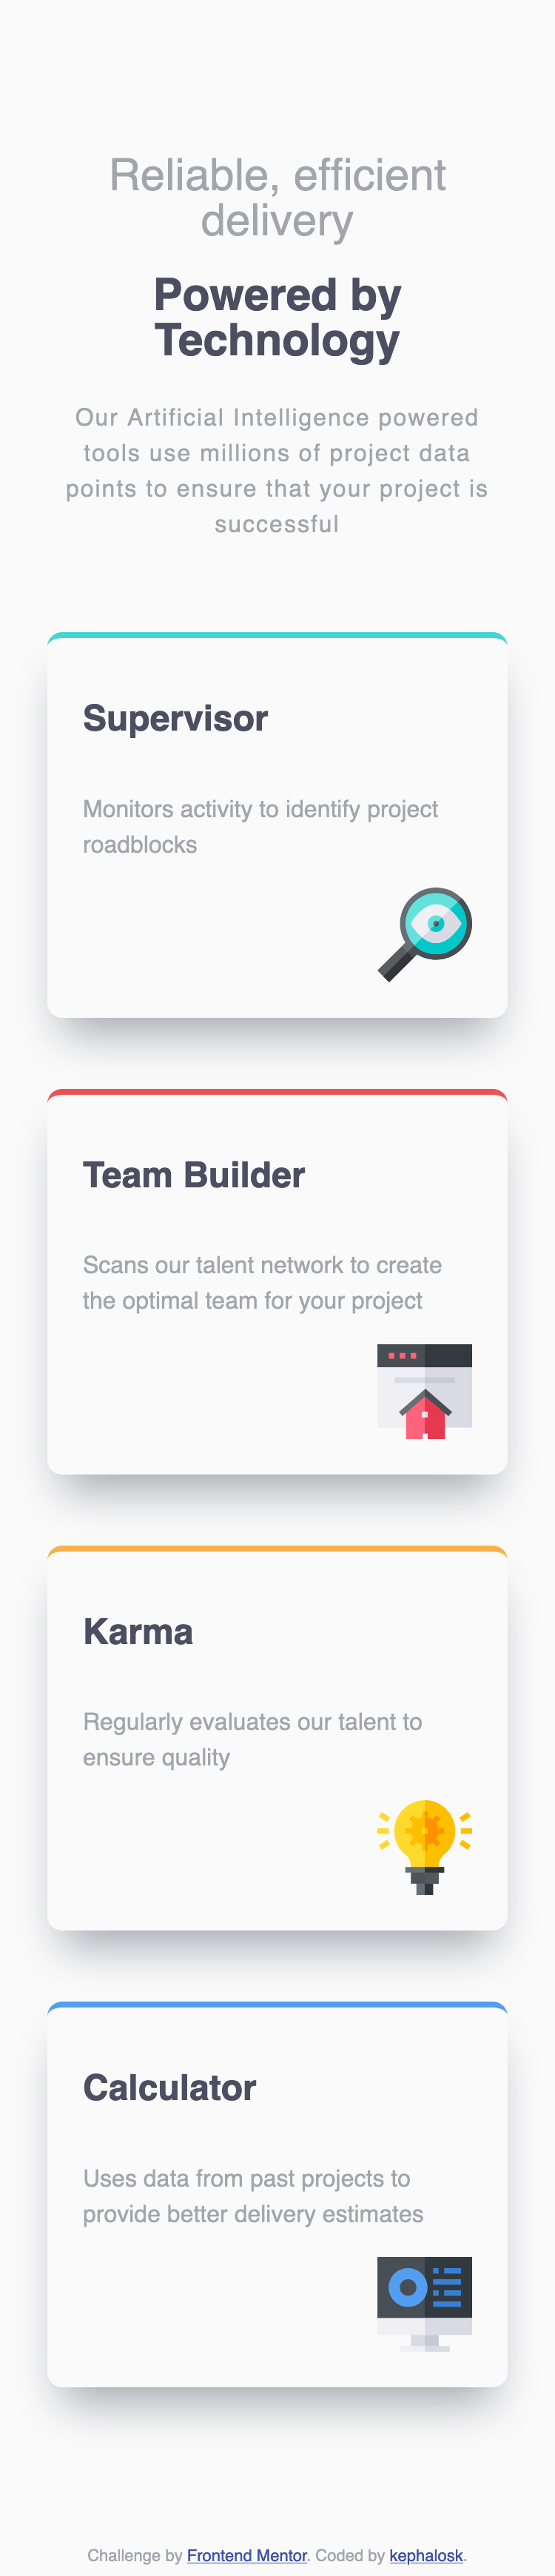 Reliable, efficient
delivery
Powered by
Technology
Our Artificial Intelligence powered
tools use millions of project data
points to ensure that your project is
successful
Supervisor
Monitors activity to identify project
roadblocks
Team Builder
Scans our talent network to create
the optimal team for your project
Karma
Regularly evaluates our talent to
ensure quality
Calculator
Uses data from past projects to
provide better delivery estimates
Challenge by Frontend Mentor. Coded by kephalosk.